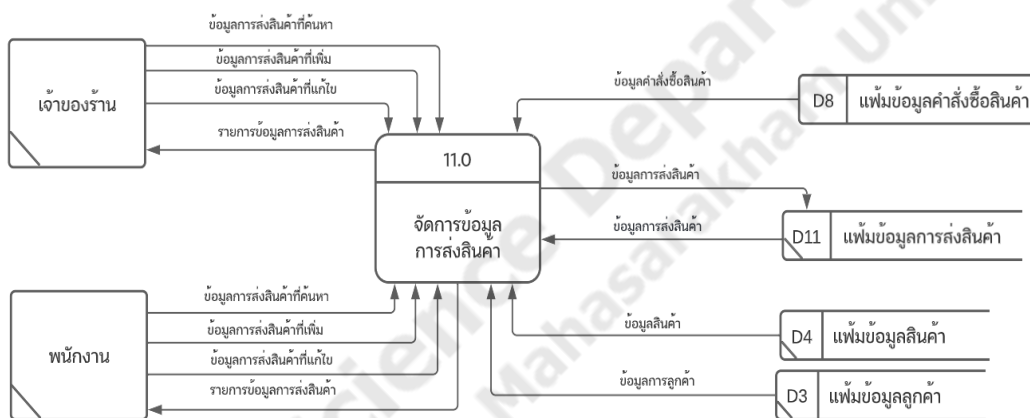 ข้อมูลการส่งสินค้าที่ค้นหา
ข้อมูลการส่งสินค้าที่เพิ่ม
ข้อมูลการส่งสินค้าที่แก้ไข
เจ้าของร้าน
รายการข้อมูลการส่งสินค้า
ข้อมูลคำสั่งซื้อสินค้า
D8 แฟ้มข้อมูลคำสั่งซื้อสินค้า
11.0
จัดการข้อมูล
การส่งสินค้า
ข้อมูลการส่งสินค้า
ข้อมูลการส่งสินค้า
D11 แฟ้มข้อมูลการส่งสินค้า
ข้อมูลการส่งสินค้าที่ค้นหา
ข้อมูลการส่งสินค้าที่เพิ่ม
ข้อมูลการส่งสินค้าที่แก้ไข
พนักงาน
รายการข้อมูลการส่งสินค้า
ข้อมูลสินค้า
D4 แฟ้มข้อมูลสินค้า
ข้อมูลการลูกค้า
D3 แฟ้มข้อมูลลูกค้า
Science Depar
Mahasarakham Uni